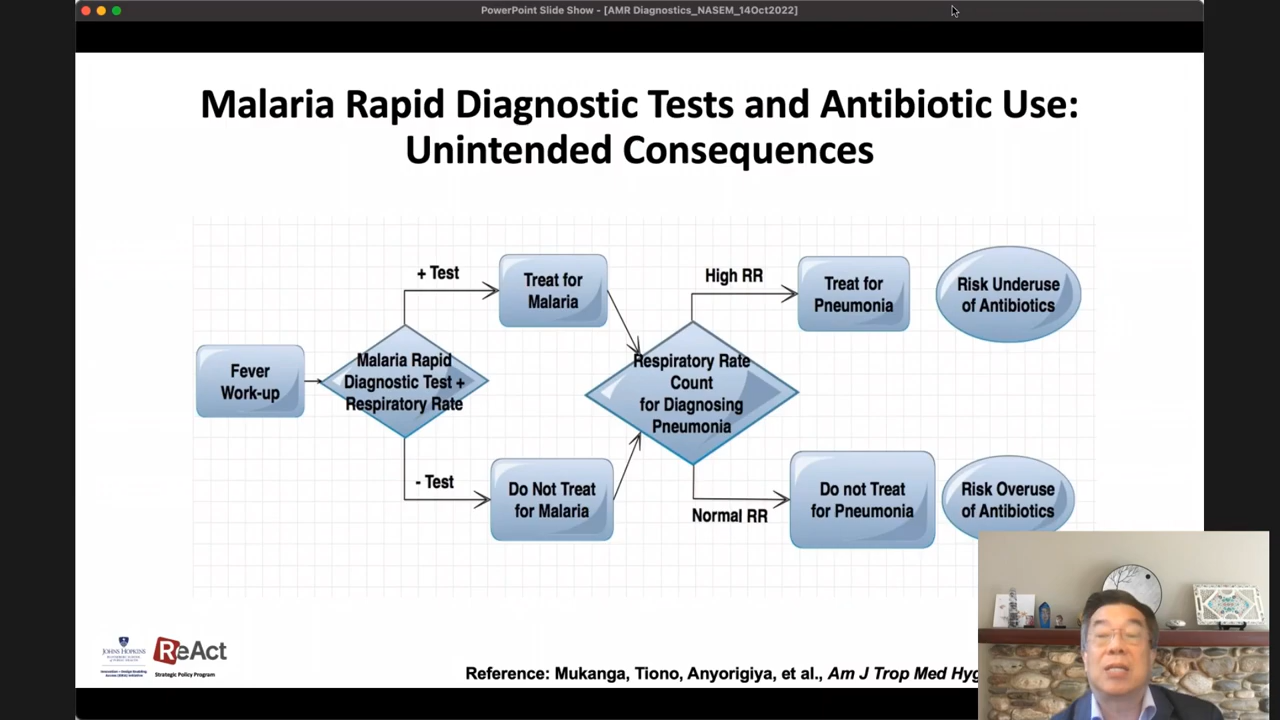 PowerPoint Slide Show - [AMR Diagnostics_NASEM_14Oct2022]
Malaria Rapid Diagnostic Tests and Antibiotic Use:
Unintended Consequences
Fever
Work-up
Malaria Rapid
Diagnostic Test +
Respiratory Rate
+ Test
Treat for
Malaria
- Test
Do Not Treat
for Malaria
Respiratory Rate
Count
for Diagnosing
Pneumonia
High RR
Treat for
Pneumonia
Risk Underuse
of Antibiotics
Normal RR
Do not Treat
for Pneumonia
Risk Overuse
of Antibiotics
JOHNS HOPKINS
ReAct
Strategic Policy Program
Reference: Mukanga, Tiono, Anyorigiya, et al., Am J Trop Med Hyg